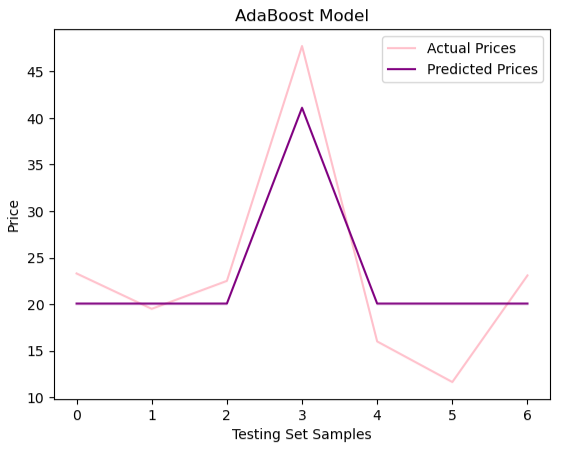 AdaBoost Model
Actual Prices
Predicted Prices
45
40
35
30
25
20
15
10
Price
0 1 2 3 4 5 6
Testing Set Samples